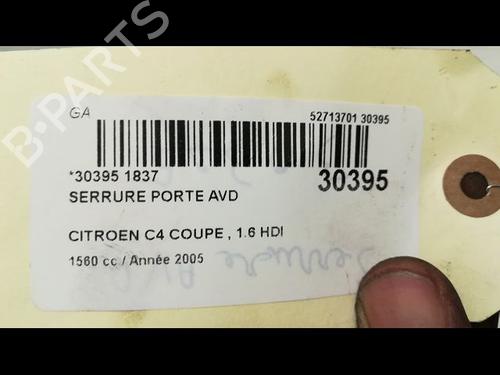 B-PARTS
GA 52713701 30395
*30395 1837 30395
SERRURE PORTE AVD
CITROEN C4 COUPE , 1.6 HDI
1560 cc / Année 2005
Serrure